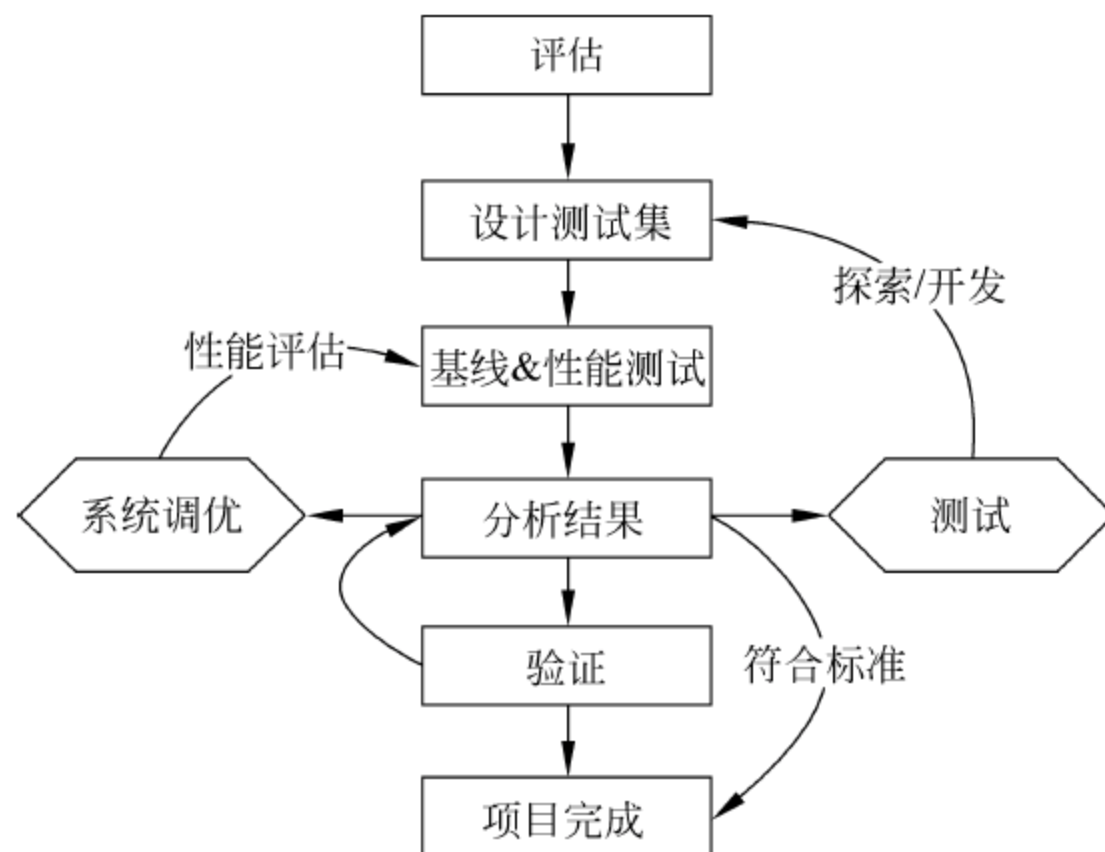 评估
设计测试集
探索/开发
性能评估
基线&性能测试
系统调优
分析结果
测试
验证
符合标准
项目完成